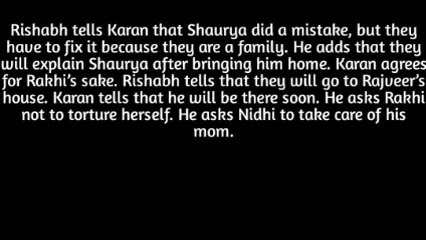 Rishabh tells Karan that Shaurya did a mistake, but they
have to fix it because they are a family. He adds that they
will explain Shaurya after bringing him home. Karan agrees
for Rakhi's sake. Rishabh tells that they will go to Rajveer's
house. Karan tells that he will be there soon. He asks Rakhi
not to torture herself. He asks Nidhi to take care of his
mom.